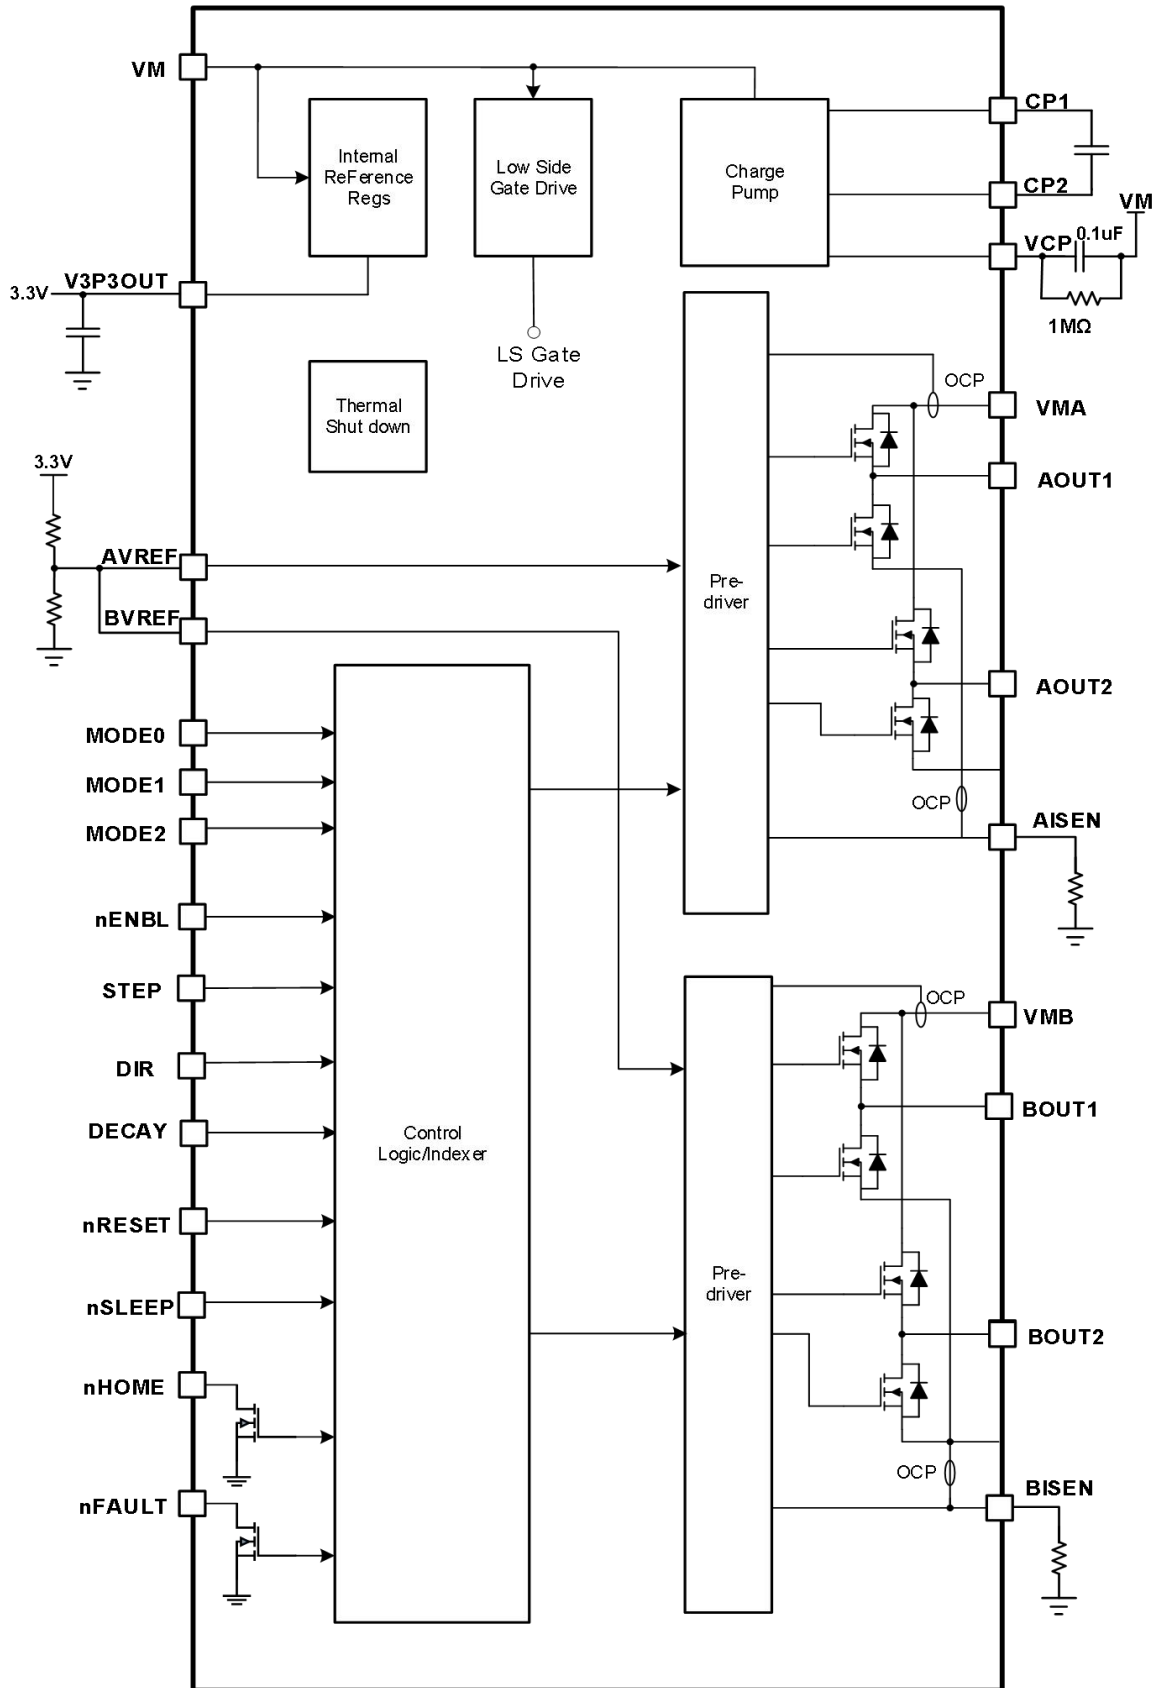 VM
CP1
Internal
ReFerence
Regs
Low Side
Gate Drive
Charge
Pump
CP2
VM
VCP
0.1uF
V3P3OUT
3.3V
1MΩ
LS Gate
Drive
OCP
Thermal
Shut down
VMA
3.3V
AOUT1
AVREF
Pre-
driver
BVREF
AOUT2
MODE0
MODE1
OCP
MODE2
AISEN
nENBL
STEP
OCP
VMB
DIR
BOUT1
DECAY
Control
Logic/Indexer
nRESET
Pre-
driver
nSLEEP
BOUT2
nHOME
OCP
BISEN
nFAULT